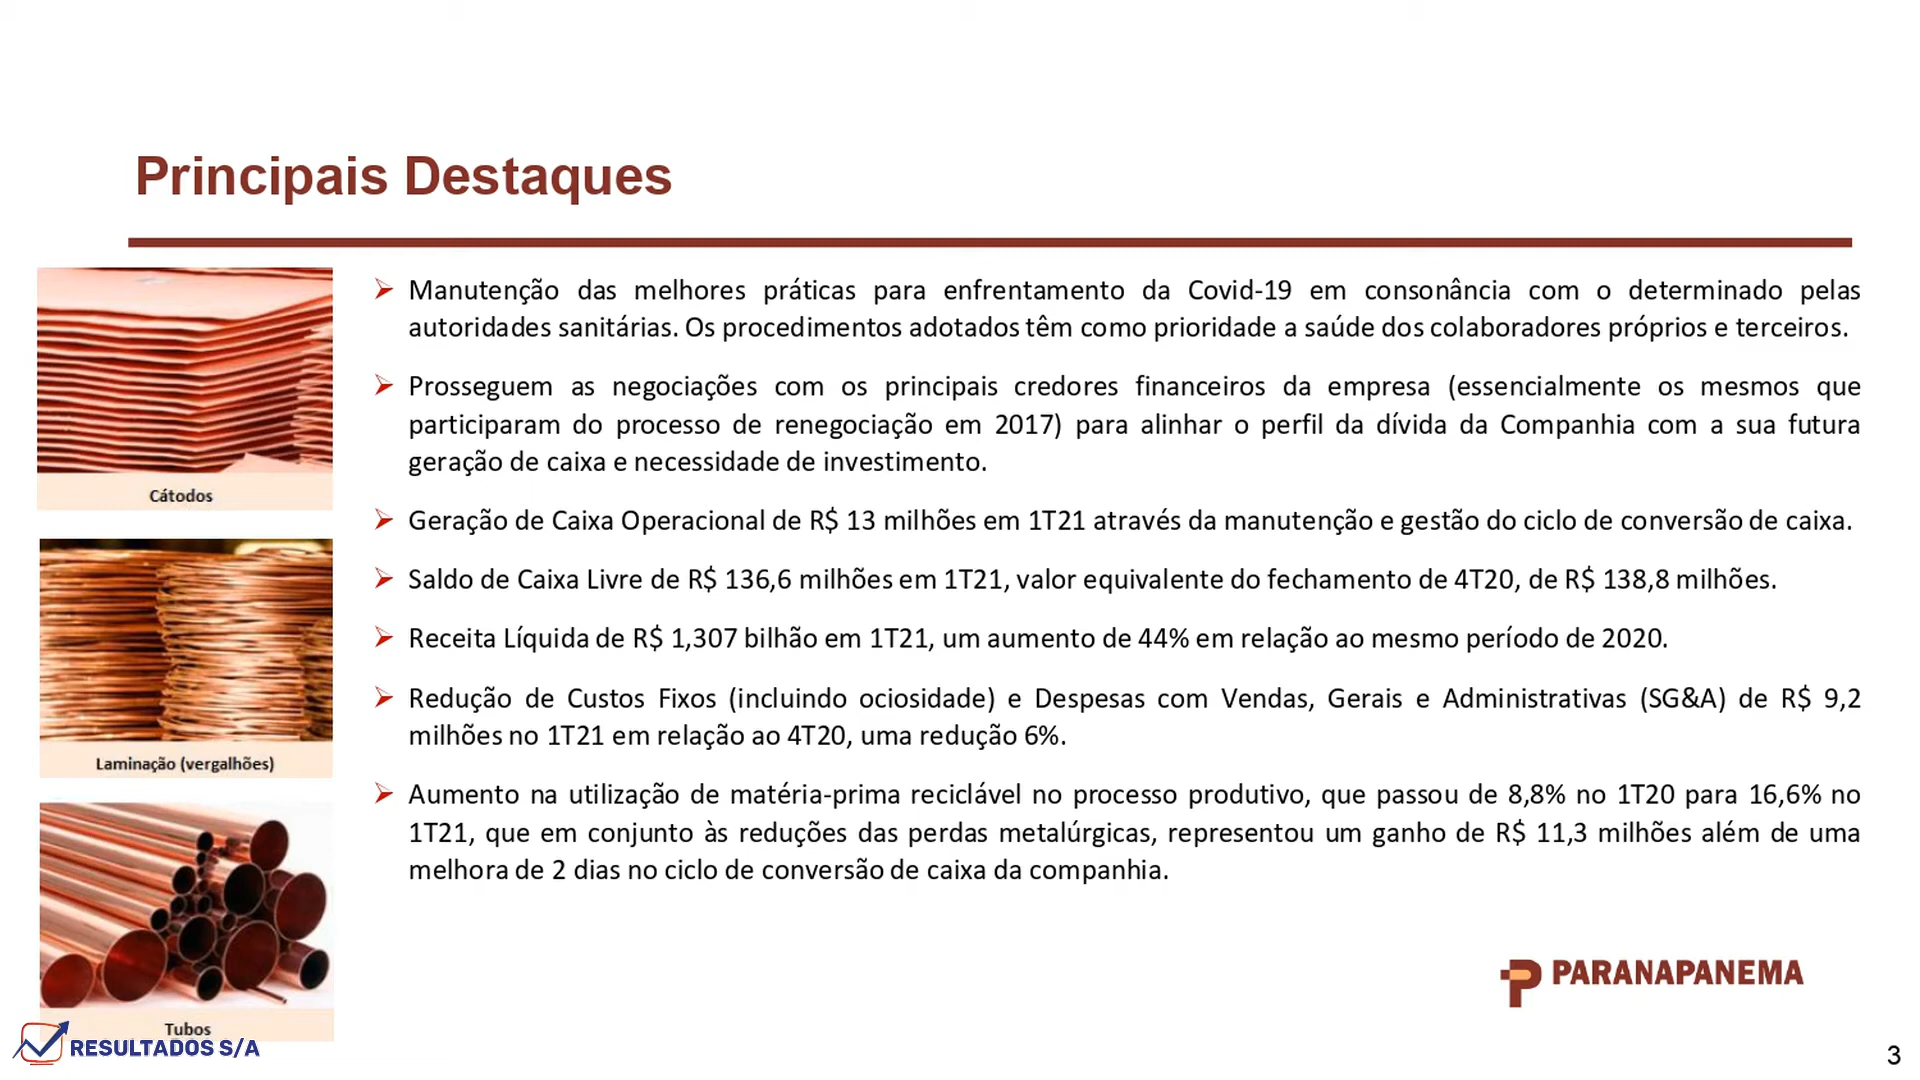 Principais Destaques
Manutenção das melhores práticas para enfrentamento da Covid-19 em consonância com o determinado pelas
autoridades sanitárias. Os procedimentos adotados têm como prioridade a saúde dos colaboradores próprios e terceiros.
Prosseguem as negociações com os principais credores financeiros da empresa (essencialmente os mesmos que
participaram do processo de renegociação em 2017) para alinhar o perfil da dívida da Companhia com a sua futura
geração de caixa e necessidade de investimento.
Geração de Caixa Operacional de R$ 13 milhões em 1T21 através da manutenção e gestão do ciclo de conversão de caixa.
Saldo de Caixa Livre de R$ 136,6 milhões em 1T21, valor equivalente do fechamento de 4T20, de R$ 138,8 milhões.
Receita Líquida de R$ 1,307 bilhão em 1T21, um aumento de 44% em relação ao mesmo período de 2020.
Redução de Custos Fixos (incluindo ociosidade) e Despesas com Vendas, Gerais e Administrativas (SG&A) de R$ 9,2
milhões no 1T21 em relação ao 4T20, uma redução 6%.
Aumento na utilização de matéria-prima reciclável no processo produtivo, que passou de 8,8% no 1T20 para 16,6% no
1T21, que em conjunto às reduções das perdas metalúrgicas, representou um ganho de R$ 11,3 milhões além de uma
melhora de 2 dias no ciclo de conversão de caixa da companhia.
Cátodos
Laminação (vergalhões)
Tubos
RESULTADOS S/A
PARANAPANEMA
3